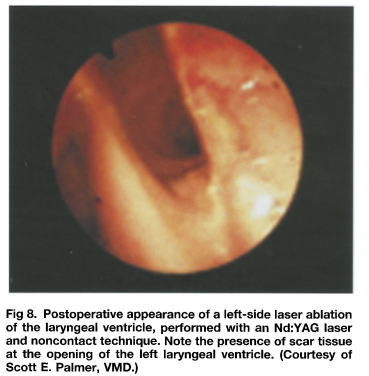 Fig 8. Postoperative appearance of a left-side laser ablation
of the laryngeal ventricle, performed with an Nd:YAG laser
and noncontact technique. Note the presence of scar tissue
at the opening of the left laryngeal ventricle. (Courtesy of
Scott E. Palmer, VMD.)